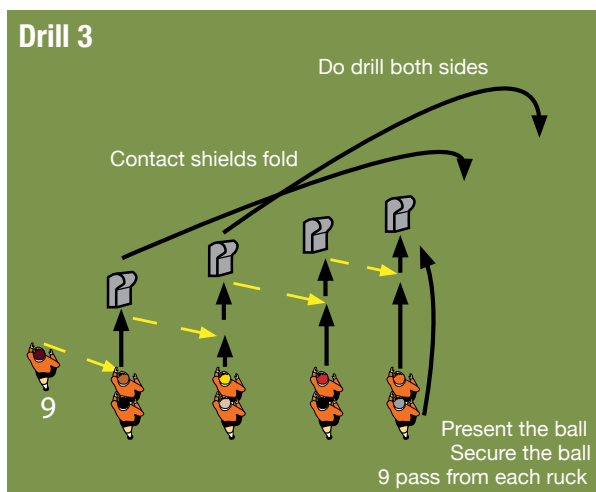 Drill 3
Do drill both sides
Contact shields fold
9
Present the ball
Secure the ball
9 pass from each ruck